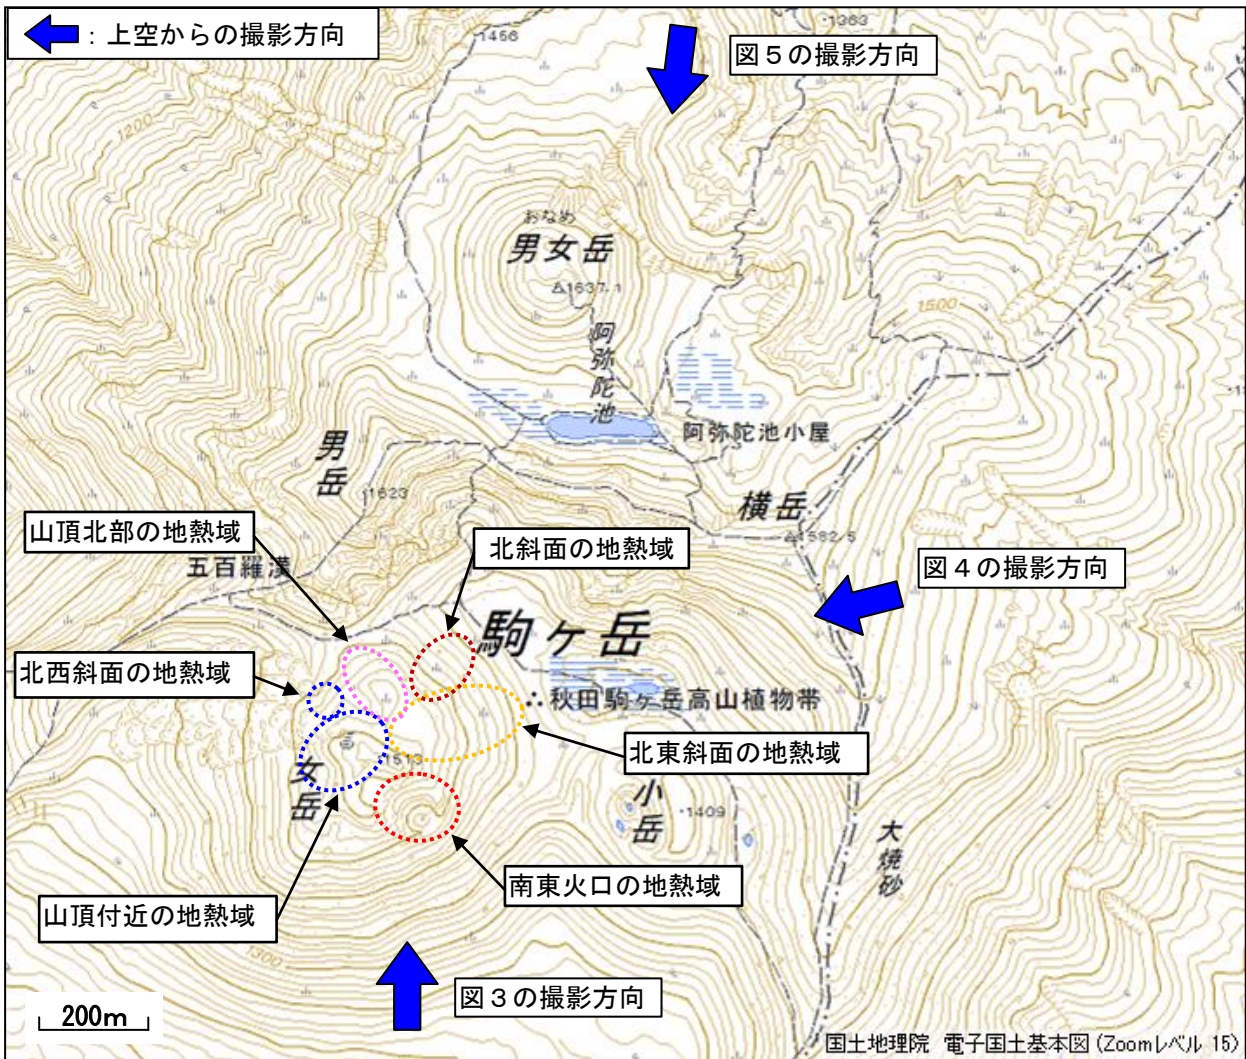 ：上空からの撮影方向
図５の撮影方向
・1363
・1456
1200
おなめ
男女岳
△1637.1
1500
阿弥陀池
阿弥陀池小屋
男岳
・1623
横岳
△1582.5
山頂北部の地熱域
北斜面の地熱域
五百羅漢
図４の撮影方向
駒ヶ岳
北西斜面の地熱域
∴秋田駒ヶ岳高山植物帯
北東斜面の地熱域
・1513
女岳
小岳
・1409
大焼砂
南東火口の地熱域
山頂付近の地熱域
1300
図３の撮影方向
200m
国土地理院 電子国土基本図(Zoomレベル 15)